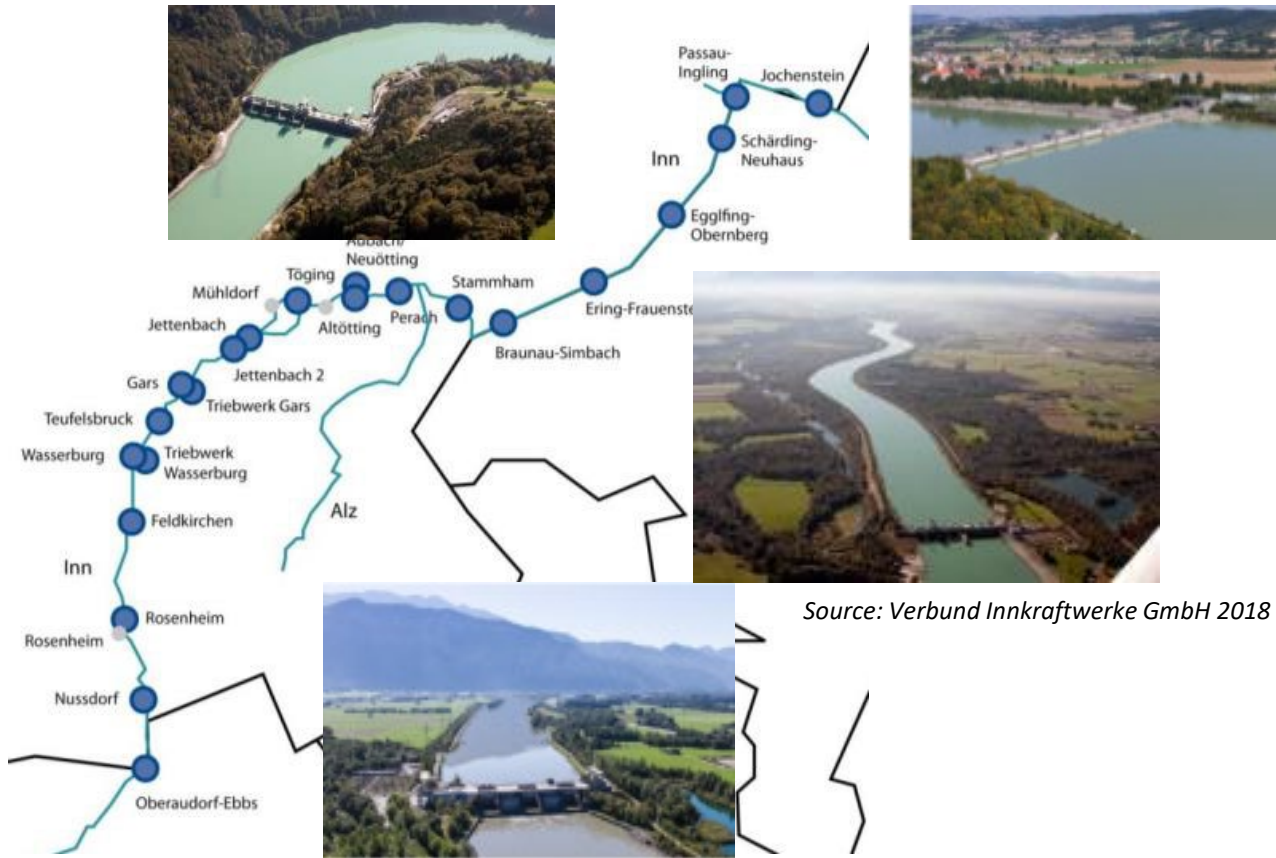 Passau-
Ingling
Jochenstein
Schärding-
Neuhaus
Inn
Egglfing-
Obernberg
Neuötting
Töging
Stammham
Mühldorf
Ering-Frauenste
Perach
Altötting
Jettenbach
Braunau-Simbach
Jettenbach 2
Gars
Triebwerk Gars
Teufelsbruck
Wasserburg
Triebwerk
Wasserburg
Alz
Feldkirchen
Inn
Source: Verbund Innkraftwerke GmbH 2018
Rosenheim
Rosenheim
Nussdorf
Oberaudorf-Ebbs